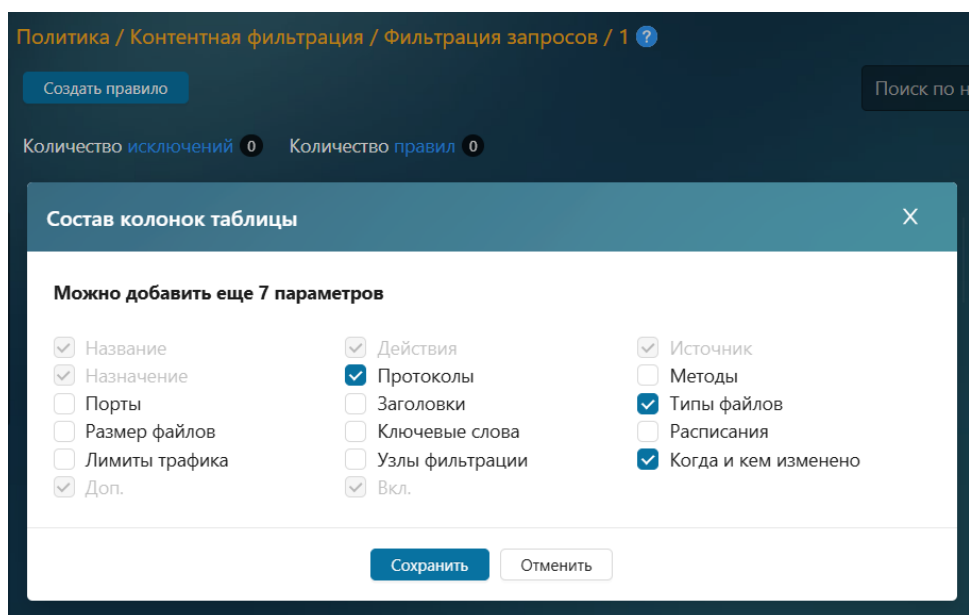 Политика / Контентная фильтрация / Фильтрация запросов / 1 ?
Создать правило
Поиск по н
Количество исключений 0 Количество правил 0
Состав колонок таблицы X
Можно добавить еще 7 параметров
Название Действия Источник
Назначение Протоколы Методы
Порты Заголовки Типы файлов
Размер файлов Ключевые слова Расписания
Лимиты трафика Узлы фильтрации Когда и кем изменено
Доп. Вкл.
Сохранить Отменить